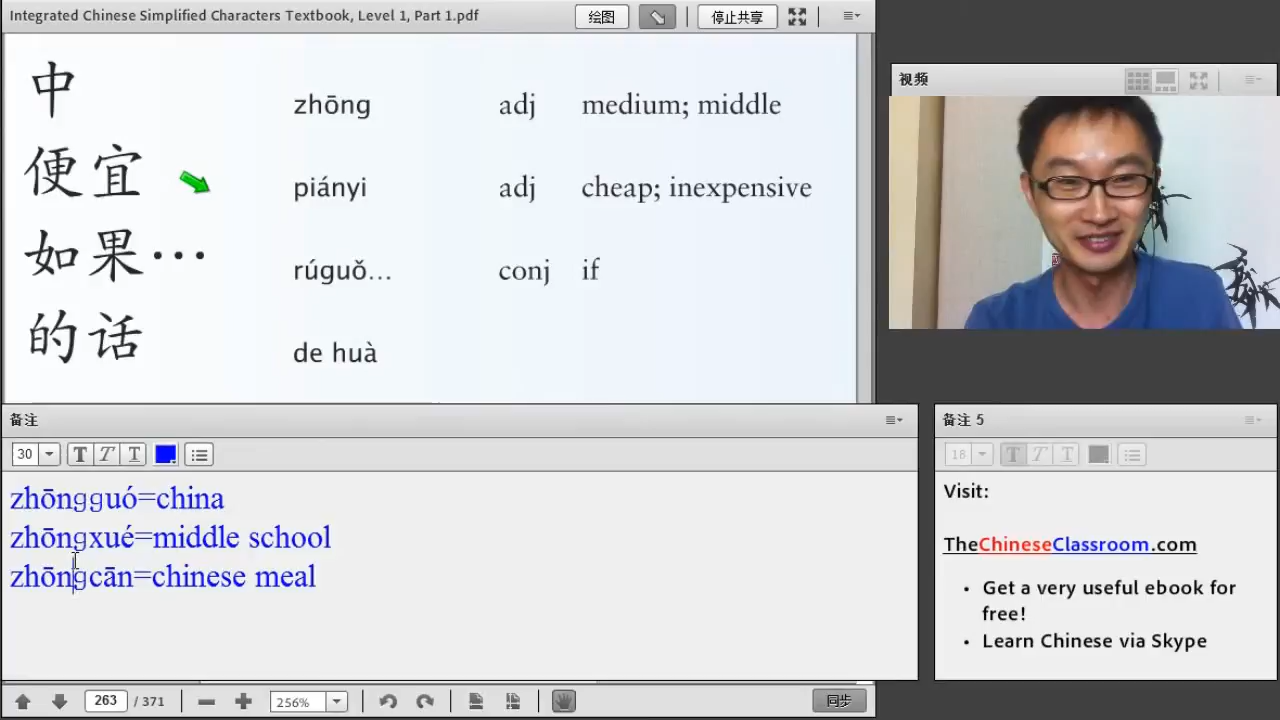 Integrated Chinese Simplified Characters Textbook, Level 1, Part 1.pdf
绘图
停止共享
视频
中 zhōng adj medium; middle
便宜 piányi adj cheap; inexpensive
如果… rúguǒ… conj if
的话 de huà
备注
30 T T T
zhōngguó=china
zhōngxué=middle school
zhōngcān=chinese meal
备注 5
18 T T T
Visit:
TheChineseClassroom.com
• Get a very useful ebook for
free!
• Learn Chinese via Skype
263 / 371 256% 同步